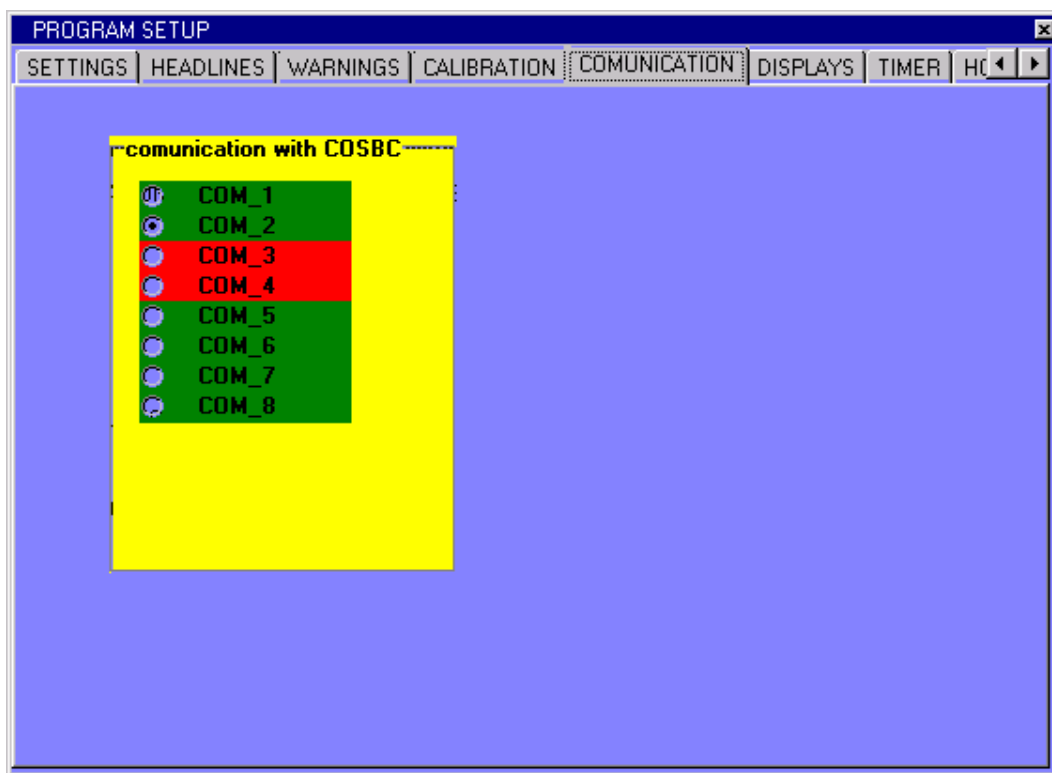 PROGRAM SETUP
SETTINGS HEADLINES WARNINGS CALIBRATION COMUNICATION DISPLAYS TIMER
comunication with COSBC
COM_1
COM_2
COM_3
COM_4
COM_5
COM_6
COM_7
COM_8